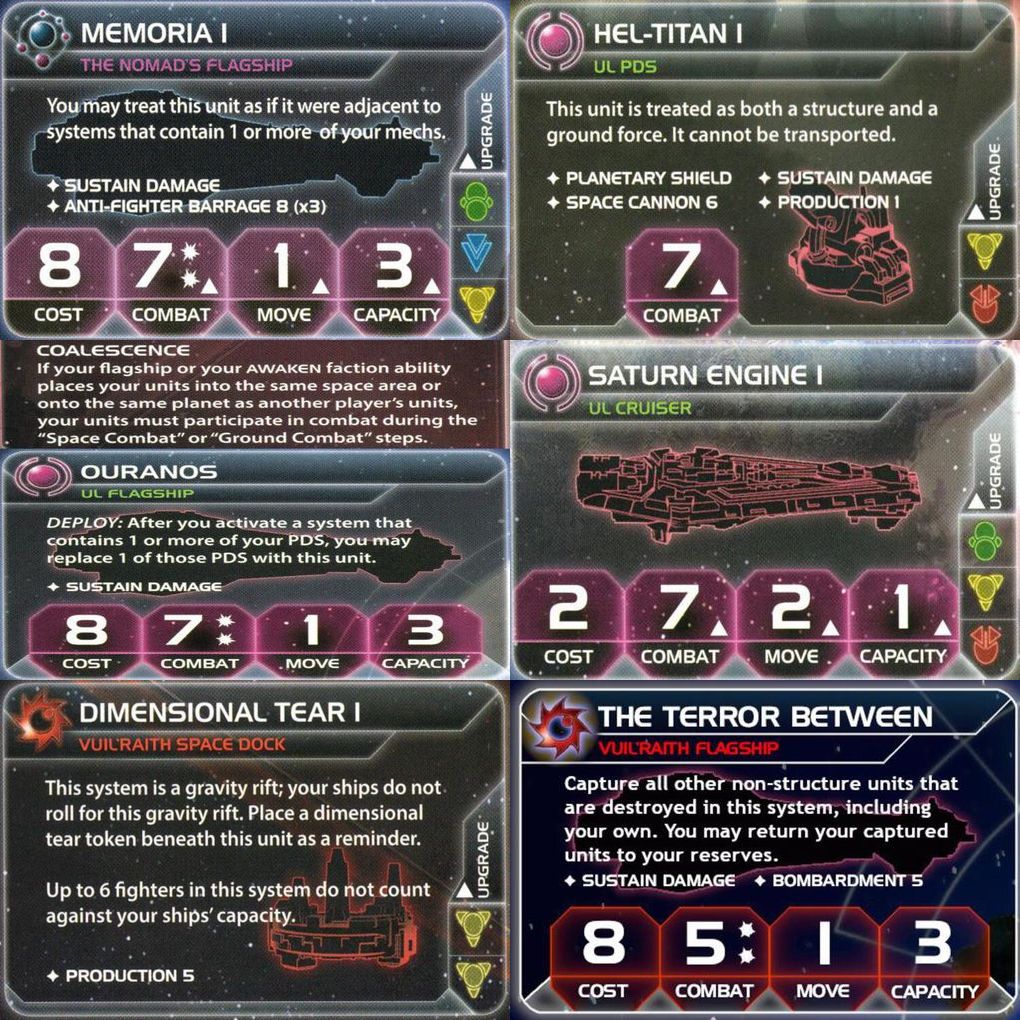 MEMORIA I
THE NOMAD'S FLAGSHIP
You may treat this unit as if it were adjacent to
systems that contain 1 or more of your mechs.
SUSTAIN DAMAGE
ANTI-FIGHTER BARRAGE 8 (x3)
UPGRADE
8 7 1 3
COST COMBAT MOVE CAPACITY
HEL-TITAN I
UL PDS
This unit is treated as both a structure and a
ground force. It cannot be transported.
PLANETARY SHIELD SUSTAIN DAMAGE
SPACE CANNON 6 PRODUCTION 1
UPGRADE
7
COMBAT
COALESCENCE
If your flagship or your AWAKEN faction ability
places your units into the same space area or
onto the same planet as another player's units,
your units must participate in combat during the
"Space Combat" or "Ground Combat" steps.
OURANOS
UL FLAGSHIP
DEPLOY: After you activate a system that
contains 1 or more of your PDS, you may
replace 1 of those PDS with this unit.
SUSTAIN DAMAGE
8 7 1 3
COST COMBAT MOVE CAPACITY
SATURN ENGINE I
UL CRUISER
UPGRADE
2 7 2 1
COST COMBAT MOVE CAPACITY
DIMENSIONAL TEAR I
VUIL'RAITH SPACE DOCK
This system is a gravity rift; your ships do not
roll for this gravity rift. Place a dimensional
tear token beneath this unit as a reminder.
Up to 6 fighters in this system do not count
against your ships' capacity.
PRODUCTION 5
UPGRADE
THE TERROR BETWEEN
VUIL'RAITH FLAGSHIP
Capture all other non-structure units that
are destroyed in this system, including
your own. You may return your captured
units to your reserves.
SUSTAIN DAMAGE BOMBARDMENT 5
8 5 1 3
COST COMBAT MOVE CAPACITY